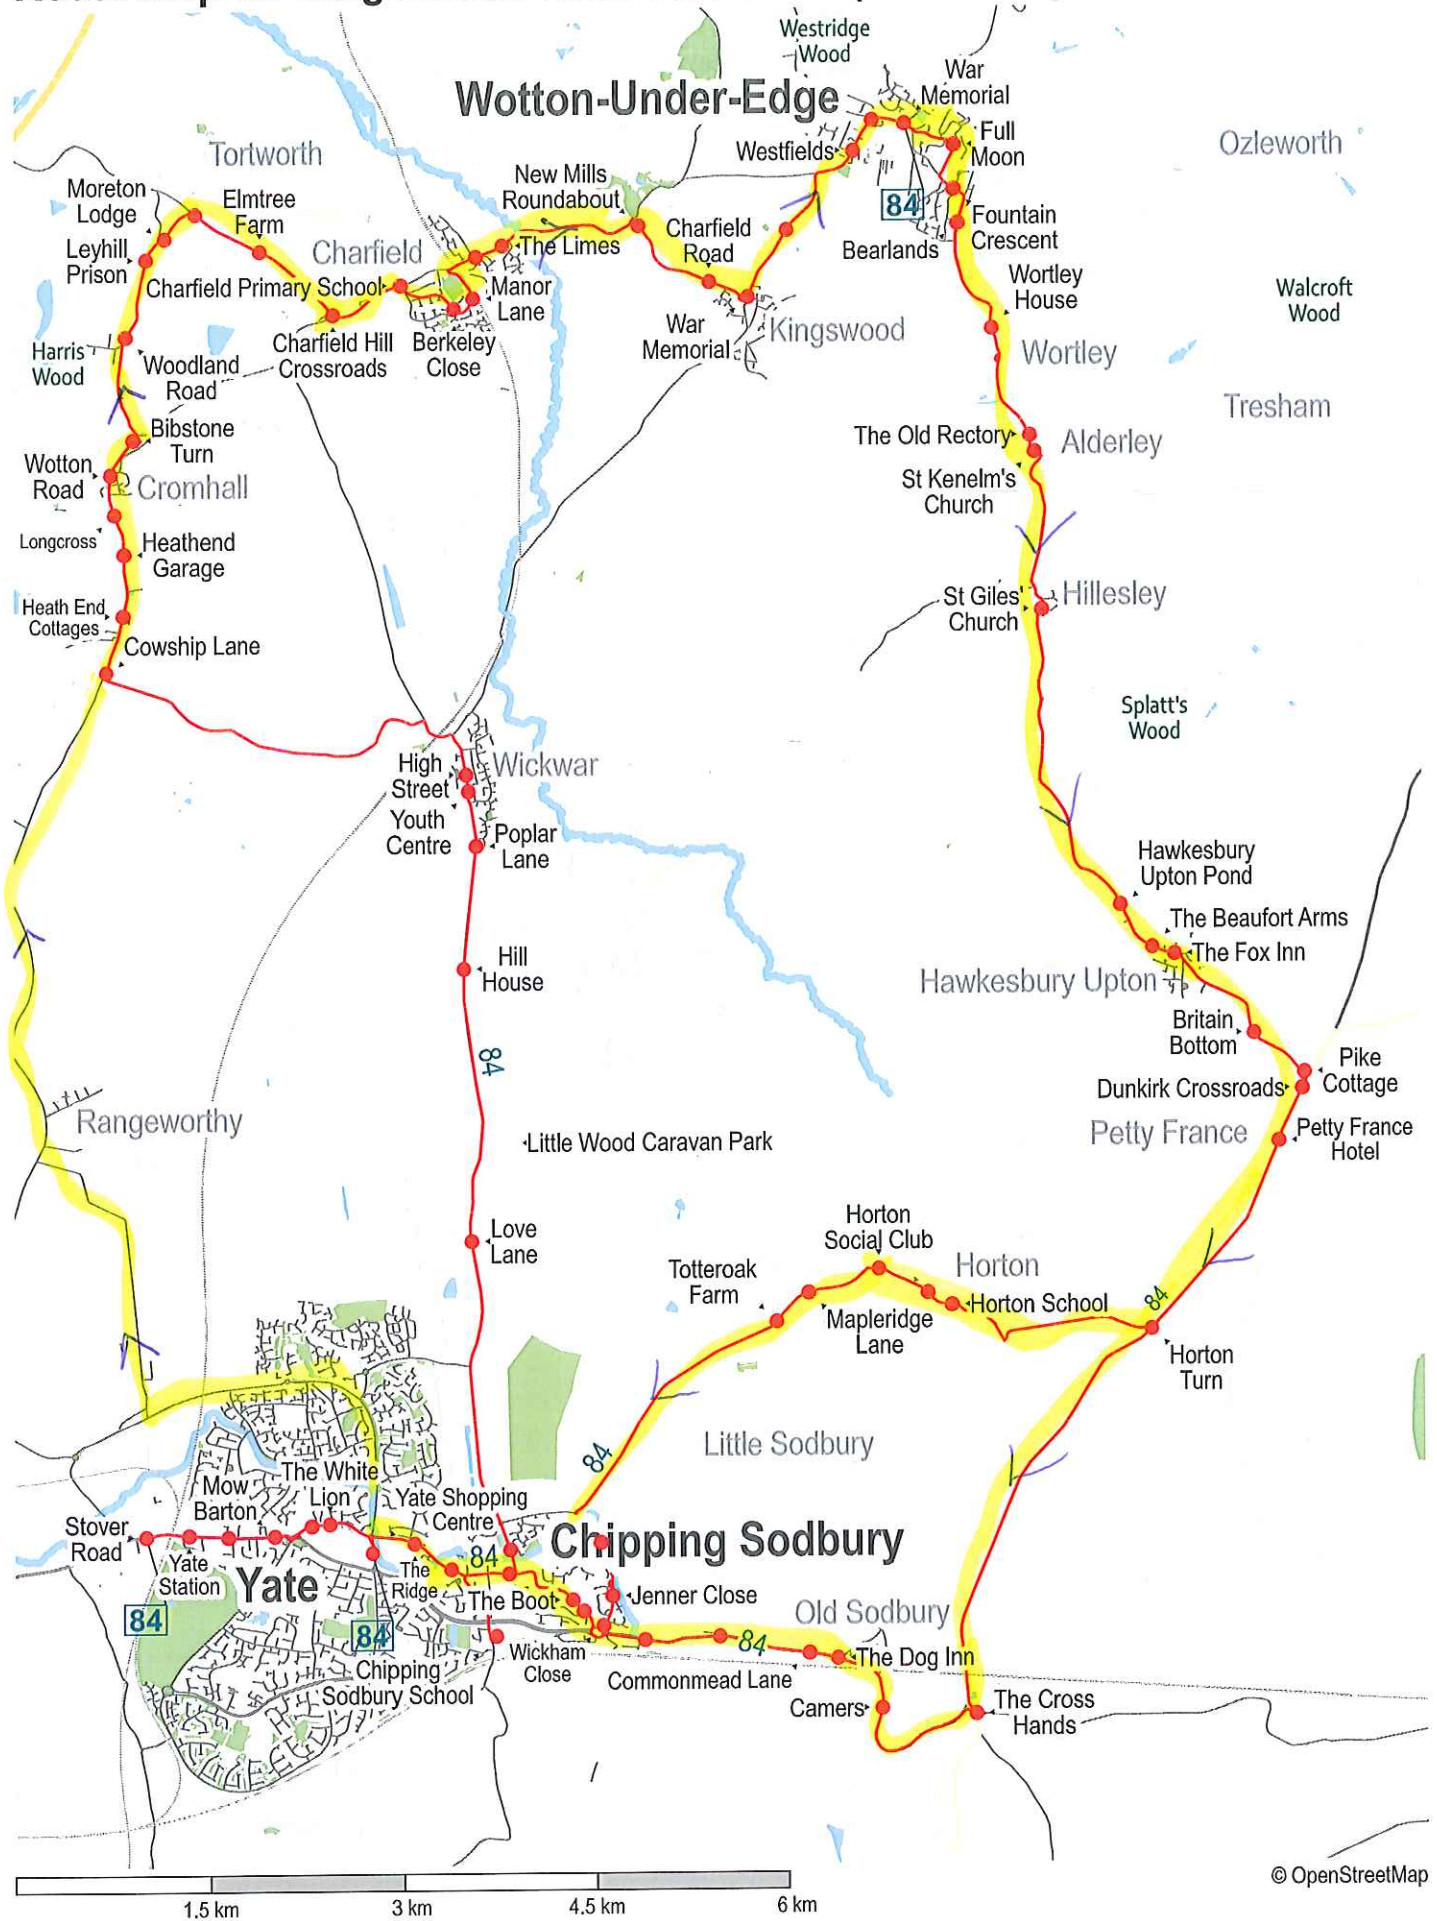 Westridge
Wood
War
Memorial
Wotton-Under-Edge
Full
Moon
Ozleworth
Westfields
Tortworth
New Mills
Roundabout
Moreton
Lodge
Elmtree
Farm
84
Fountain
Crescent
Charfield
Road
Leyhill
Prison
Charfield
The Limes
Bearlands
Wortley
House
Charfield Primary School
Manor
Lane
Walcroft
Wood
Harris
Wood
Woodland
Road
Charfield Hill
Crossroads
Berkeley
Close
War
Memorial
Kingswood
Wortley
Tresham
Bibstone
Turn
The Old Rectory
Alderley
Wotton
Road
Cromhall
St Kenelm's
Church
Longcross
Heathend
Garage
St Giles'
Church
Hillesley
Heath End
Cottages
Cowship Lane
Splatt's
Wood
High
Street
Wickwar
Youth
Centre
Poplar
Lane
Hawkesbury
Upton Pond
The Beaufort Arms
The Fox Inn
Hill
House
Hawkesbury Upton
Britain
Bottom
84
Pike
Cottage
Dunkirk Crossroads
Rangeworthy
Petty France
Petty France
Hotel
Little Wood Caravan Park
Love
Lane
Horton
Social Club
Horton
Totteroak
Farm
84
Horton School
Mapleridge
Lane
Horton
Turn
Little Sodbury
84
The White
Lion
Mow
Barton
Yate Shopping
Centre
Stover
Road
Chipping Sodbury
Yate
Station
Yate
The
Ridge
84
The Boot
Jenner Close
84
84
Old Sodbury
84
The Dog Inn
Wickham
Close
Chipping
Sodbury School
Commonmead Lane
Camers
The Cross
Hands
© OpenStreetMap
1.5 km
3 km
4.5 km
6 km